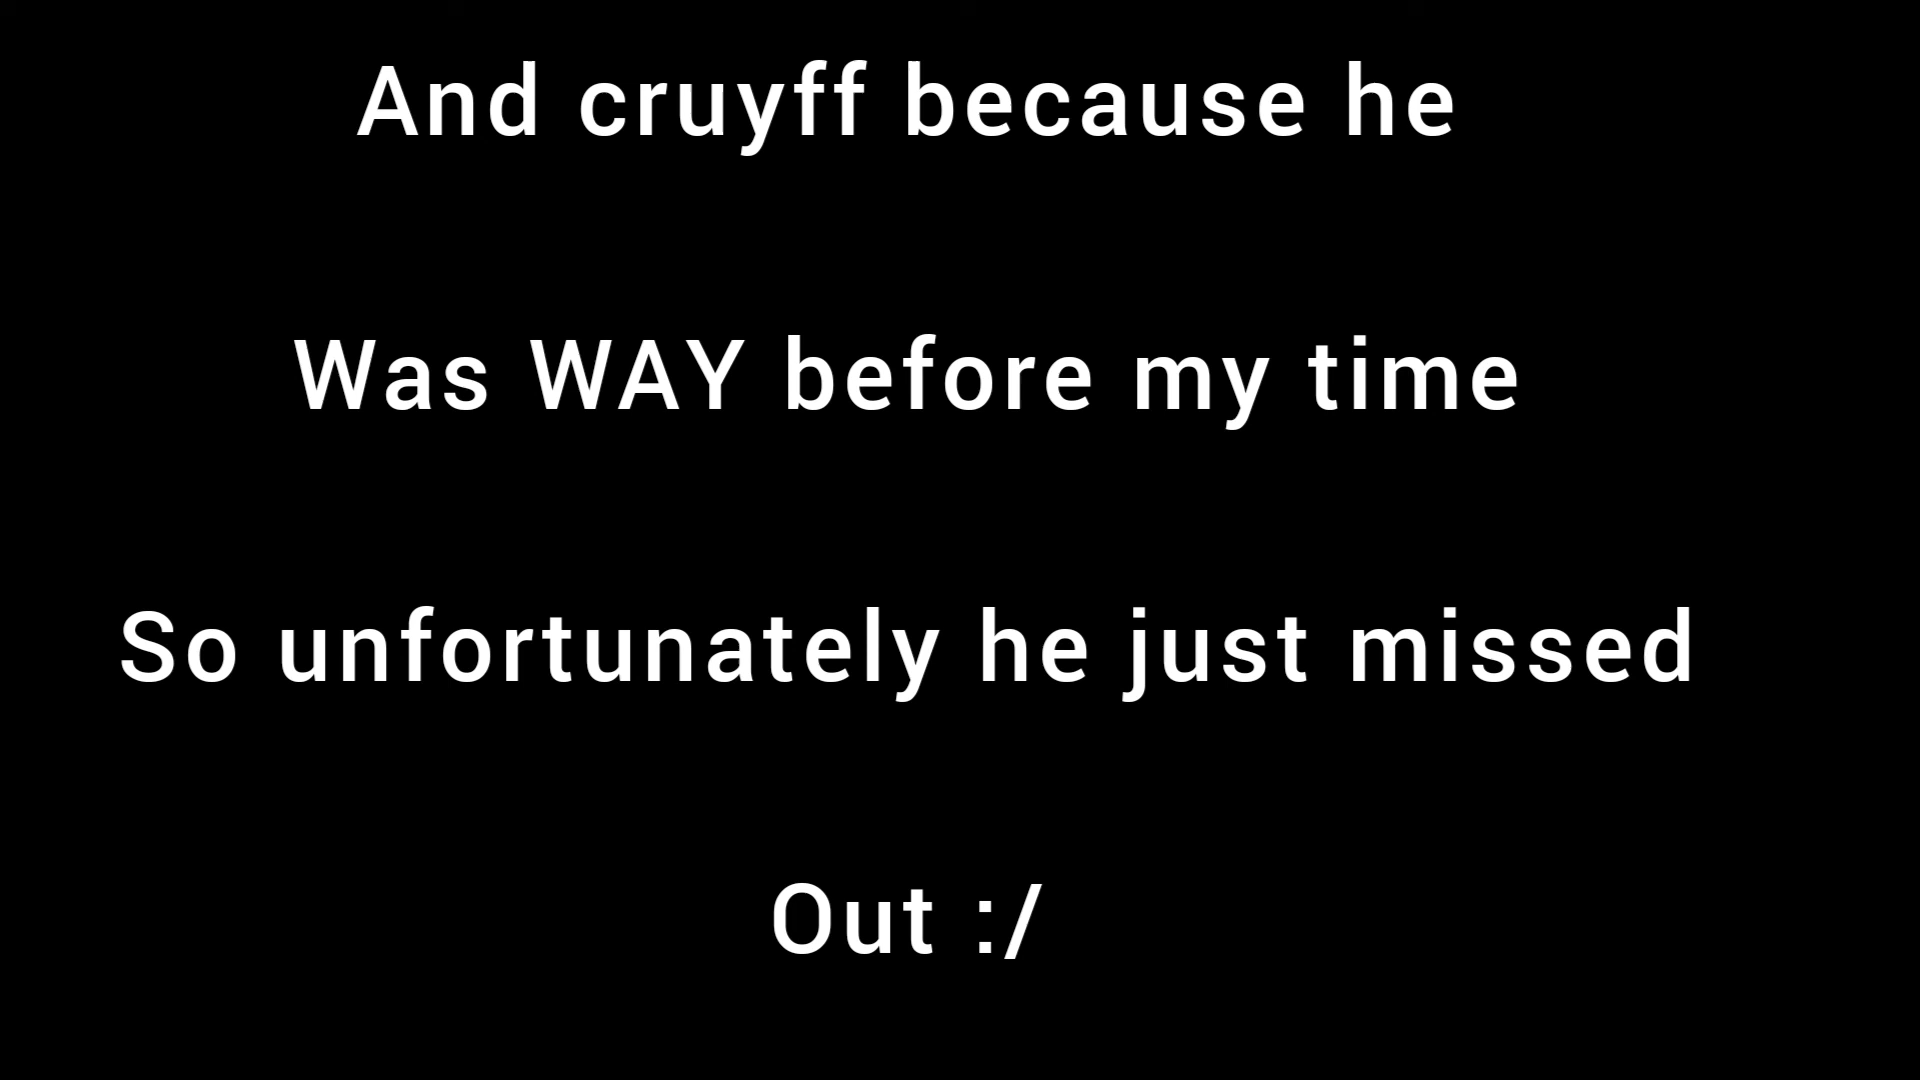 And cruyff because he
Was WAY before my time
So unfortunately he just missed
Out :/